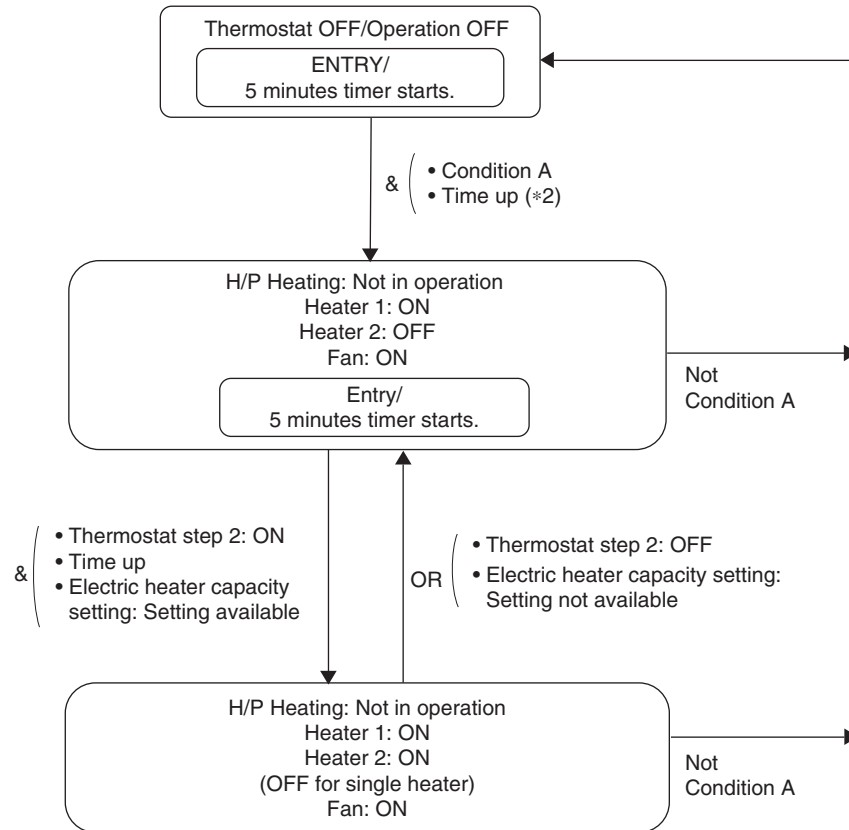 Thermostat OFF/Operation OFF
ENTRY/
5 minutes timer starts.
&
• Condition A
• Time up (*2)
H/P Heating: Not in operation
Heater 1: ON
Heater 2: OFF
Fan: ON
Entry/
5 minutes timer starts.
Not
Condition A
&
• Thermostat step 2: ON
• Time up
• Electric heater capacity
setting: Setting available
OR
• Thermostat step 2: OFF
• Electric heater capacity setting:
Setting not available
H/P Heating: Not in operation
Heater 1: ON
Heater 2: ON
(OFF for single heater)
Fan: ON
Not
Condition A